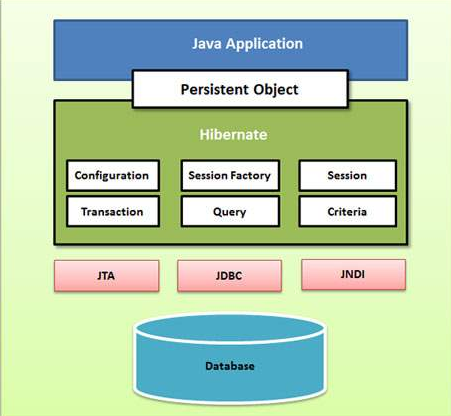 Java Application
Persistent Object
Hibernate
Configuration
Session Factory
Session
Transaction
Query
Criteria
JTA
JDBC
JNDI
Database